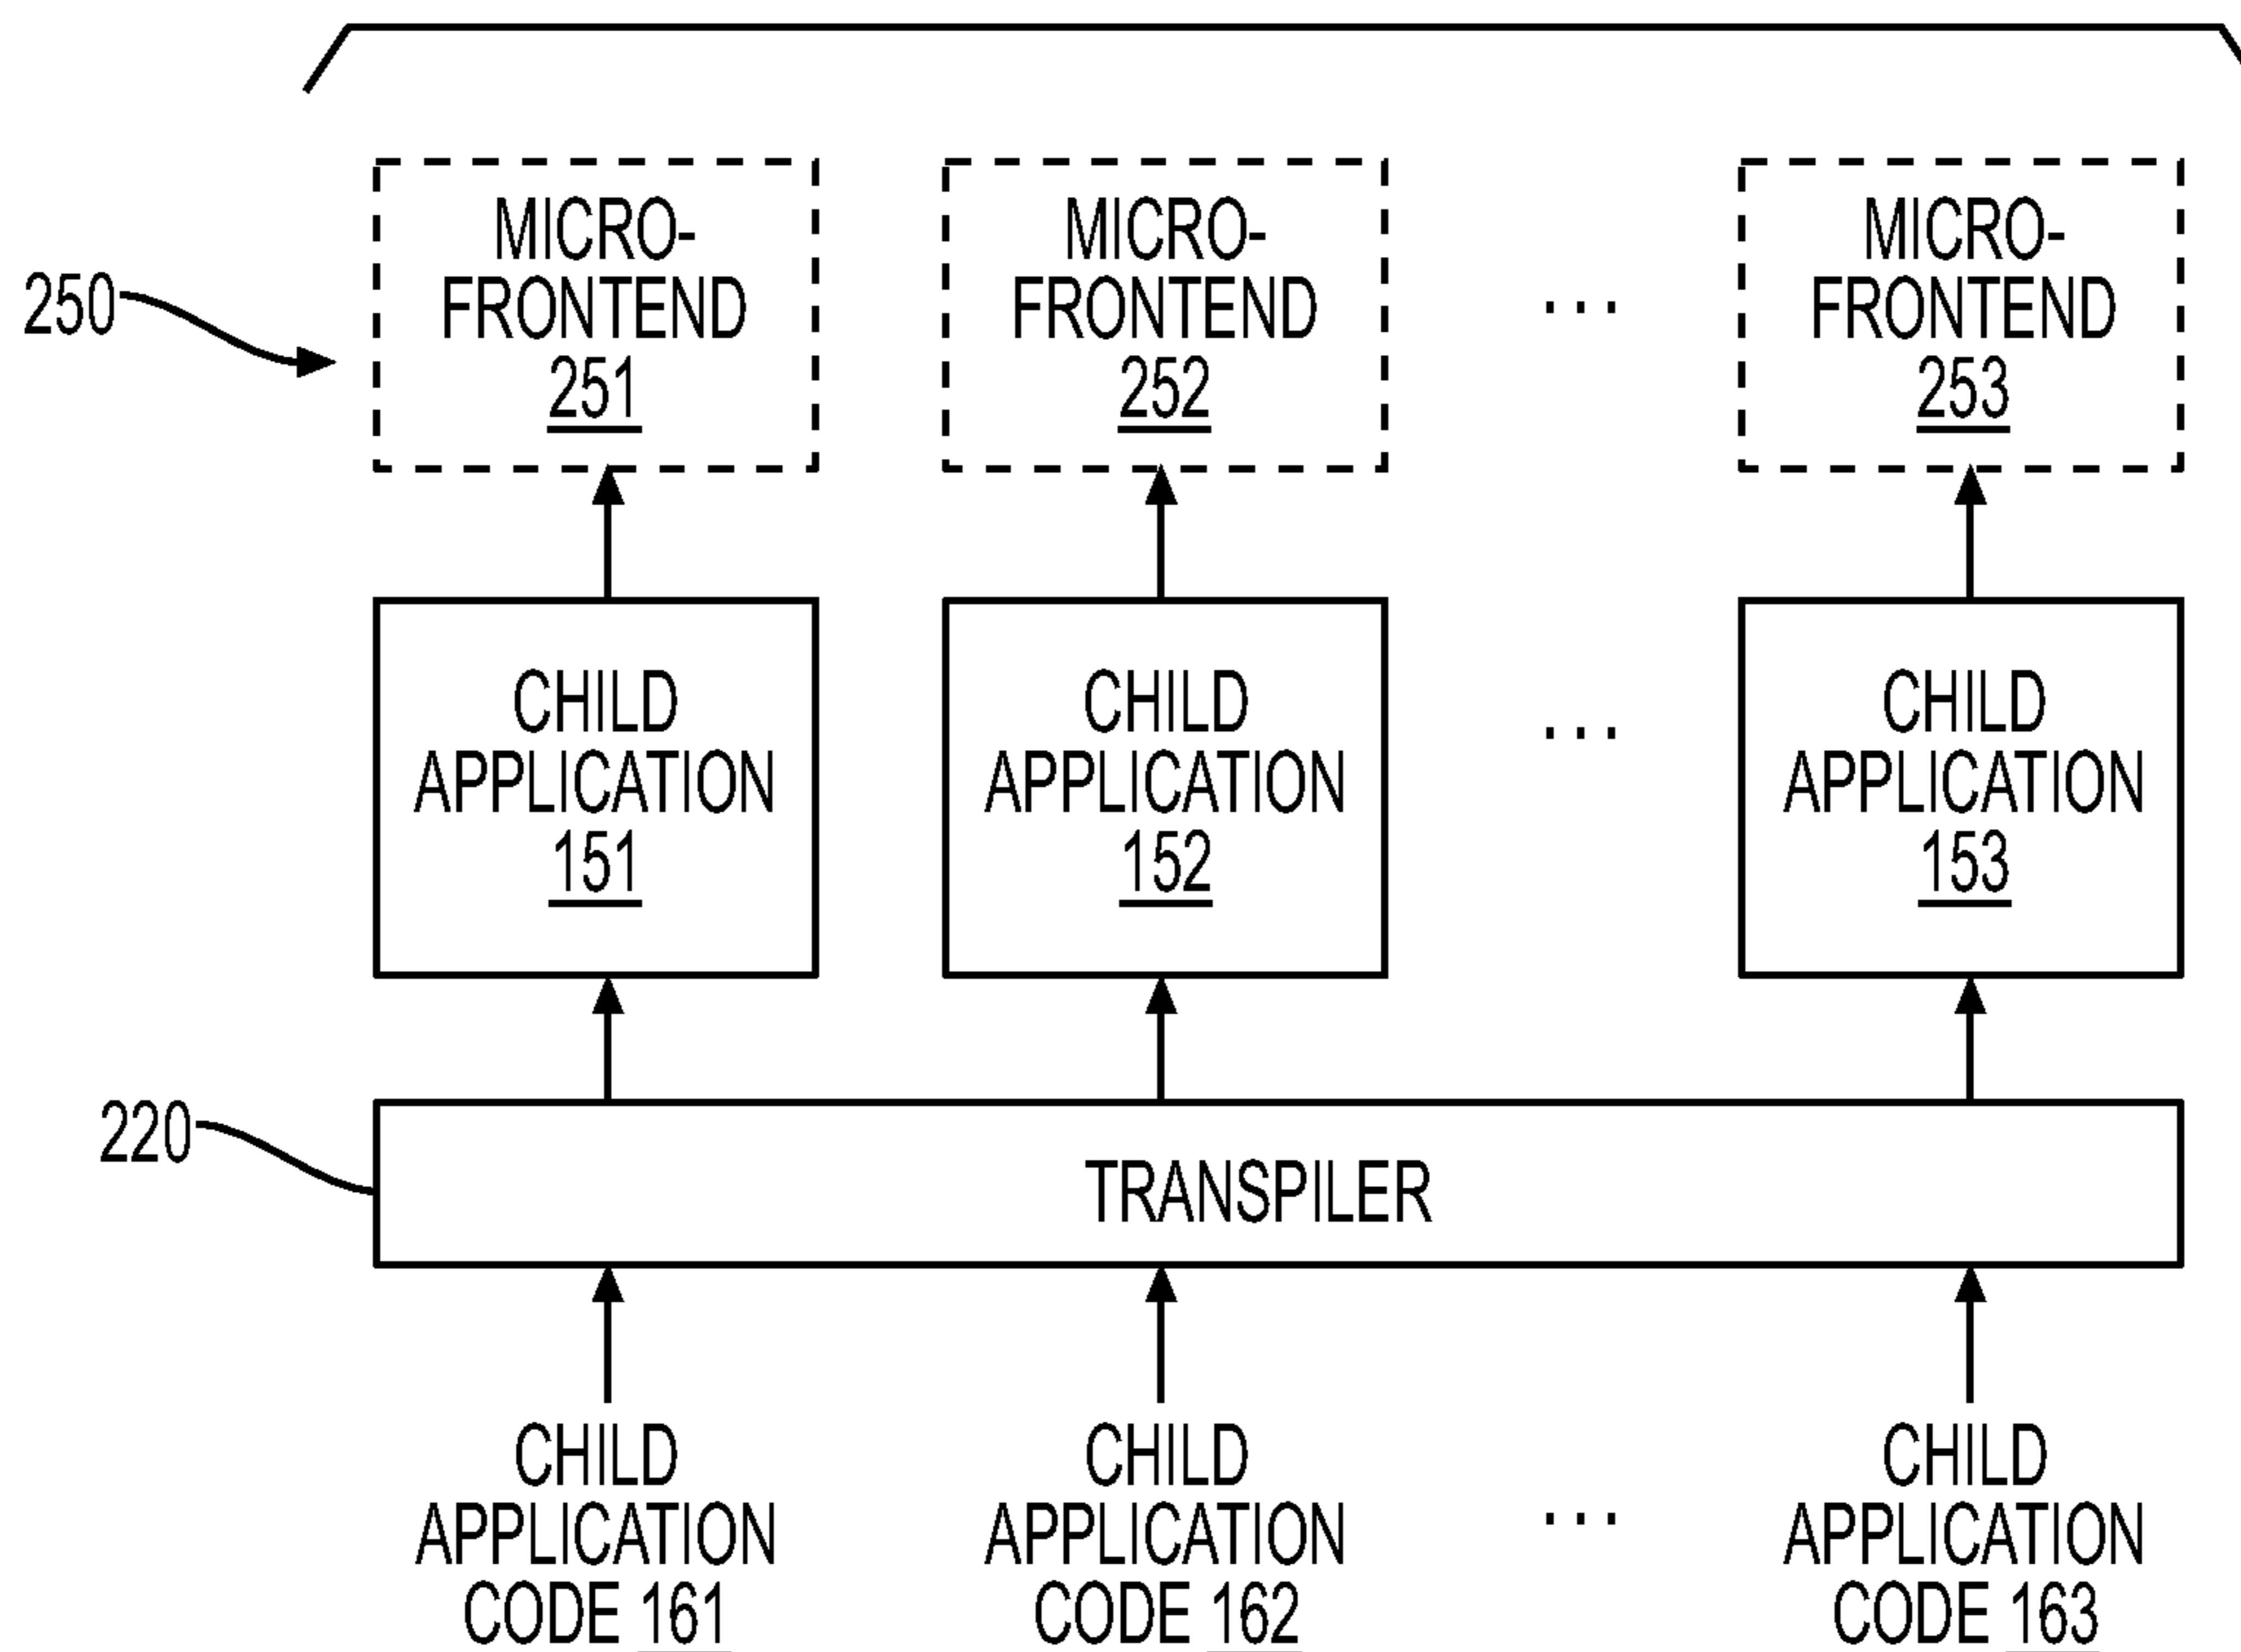 MICRO-
FRONTEND
251
MICRO-
FRONTEND
252
...
MICRO-
FRONTEND
253
250
CHILD
APPLICATION
151
CHILD
APPLICATION
152
...
CHILD
APPLICATION
153
220
TRANSPILER
CHILD
APPLICATION
CODE 161
CHILD
APPLICATION
CODE 162
...
CHILD
APPLICATION
CODE 163